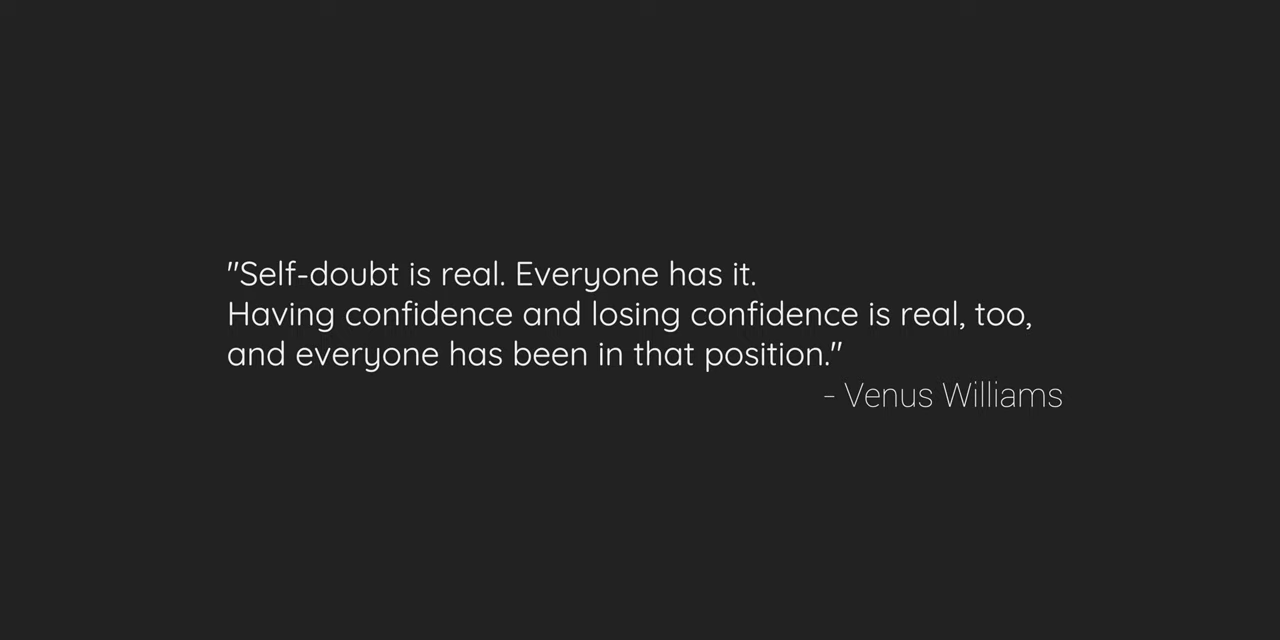 "Self-doubt is real. Everyone has it.
Having confidence and losing confidence is real, too,
and everyone has been in that position."
- Venus Williams